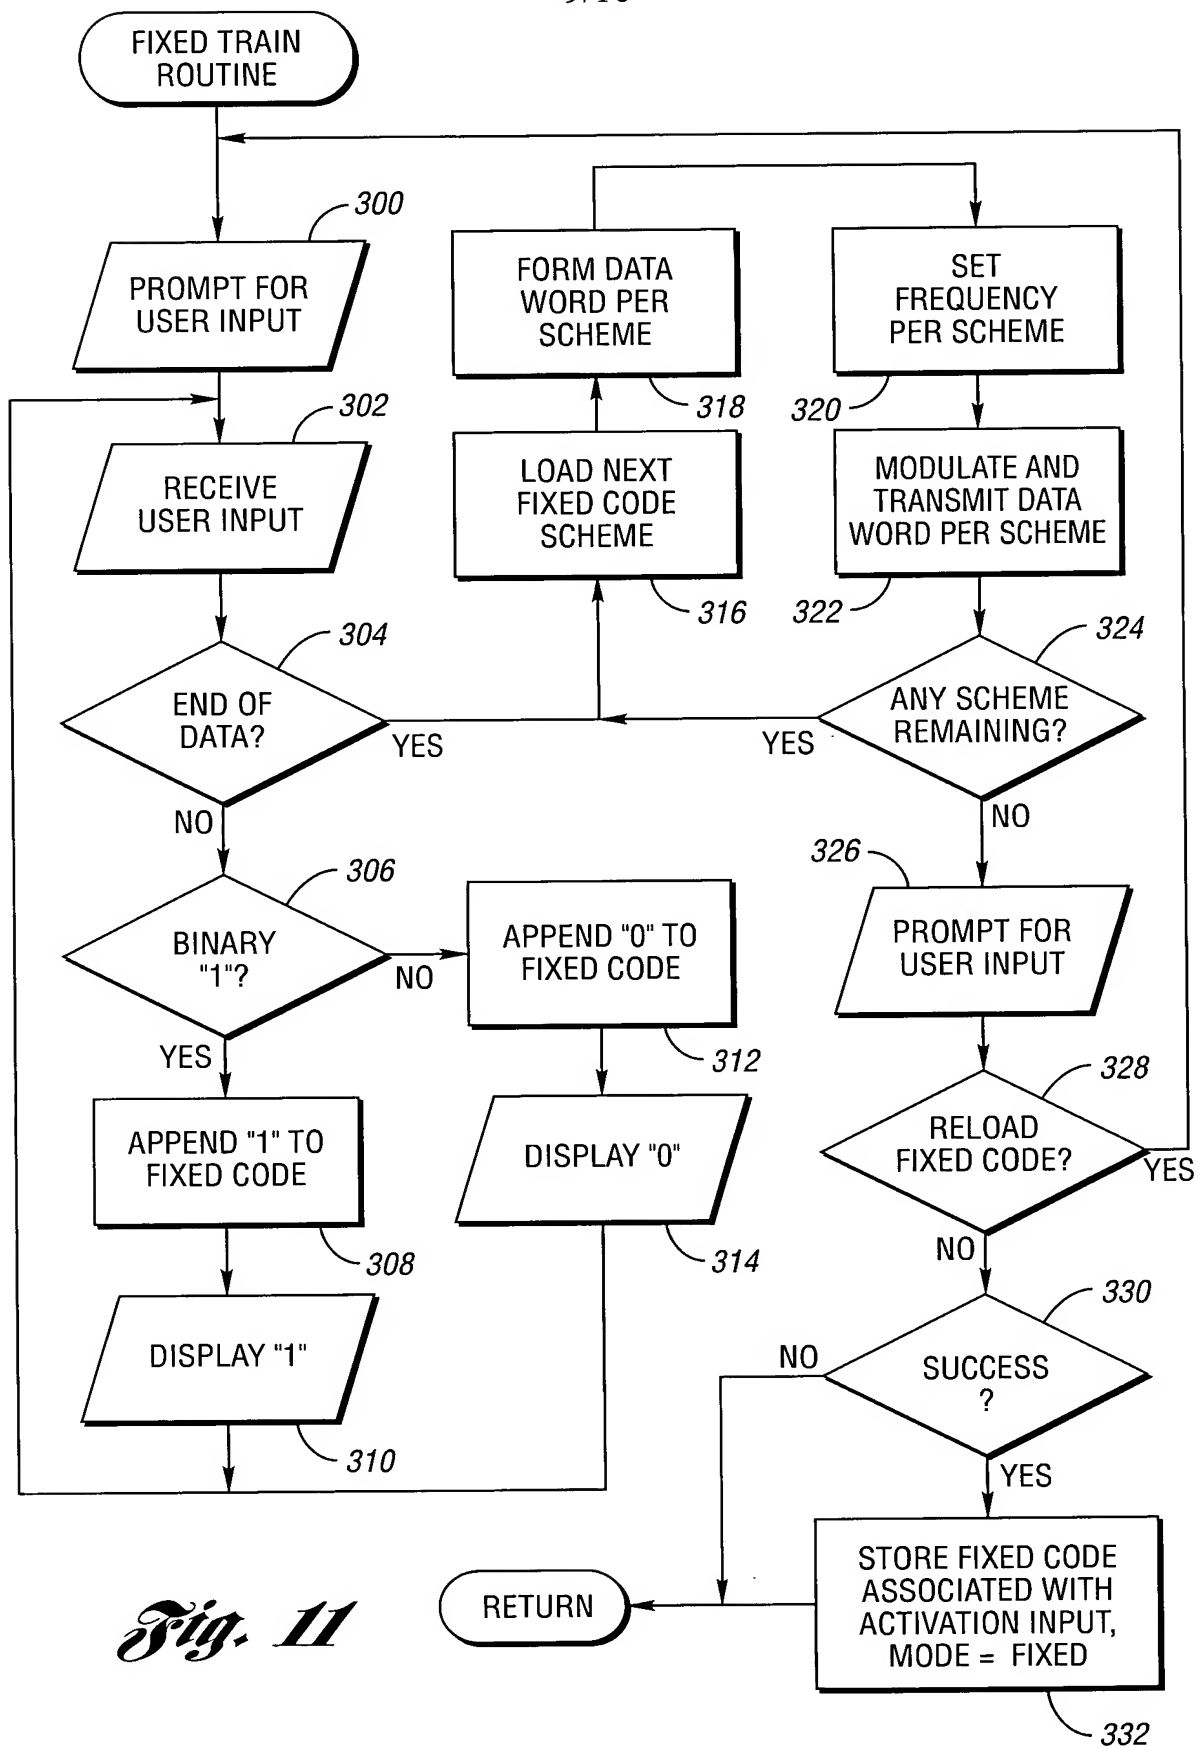 FIXED TRAIN
ROUTINE
300
PROMPT FOR
USER INPUT
302
RECEIVE
USER INPUT
304
END OF
DATA?
YES
NO
306
BINARY
"1"?
NO
YES
APPEND "1" TO
FIXED CODE
308
DISPLAY "1"
310
APPEND "0" TO
FIXED CODE
312
DISPLAY "0"
314
LOAD NEXT
FIXED CODE
SCHEME
316
FORM DATA
WORD PER
SCHEME
318
SET
FREQUENCY
PER SCHEME
320
MODULATE AND
TRANSMIT DATA
WORD PER SCHEME
322
324
ANY SCHEME
REMAINING?
YES
NO
326
PROMPT FOR
USER INPUT
328
RELOAD
FIXED CODE?
YES
NO
330
SUCCESS
?
NO
YES
STORE FIXED CODE
ASSOCIATED WITH
ACTIVATION INPUT,
MODE = FIXED
332
RETURN
Fig. 11